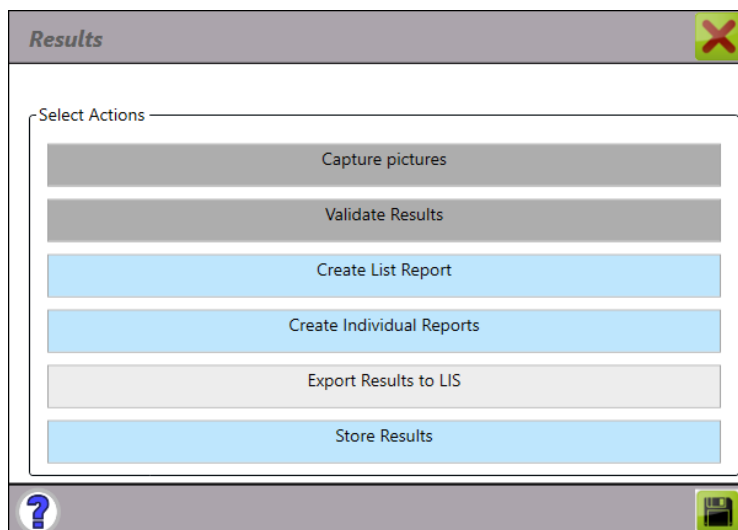 Results
Select Actions
Capture pictures
Validate Results
Create List Report
Create Individual Reports
Export Results to LIS
Store Results
?